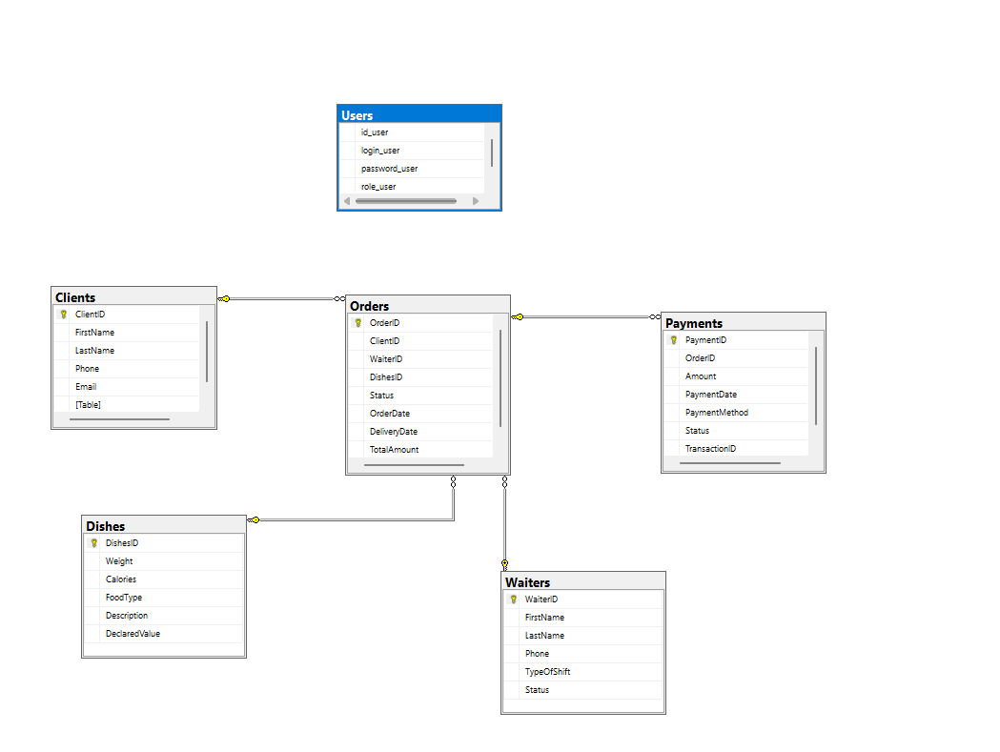 Users
id_user
login_user
password_user
role_user
Clients
ClientID
FirstName
LastName
Phone
Email
[Table]
Orders
OrderID
ClientID
WaiterID
DishesID
Status
OrderDate
DeliveryDate
TotalAmount
Payments
PaymentID
OrderID
Amount
PaymentDate
PaymentMethod
Status
TransactionID
Dishes
DishesID
Weight
Calories
FoodType
Description
DeclaredValue
Waiters
WaiterID
FirstName
LastName
Phone
TypeOfShift
Status